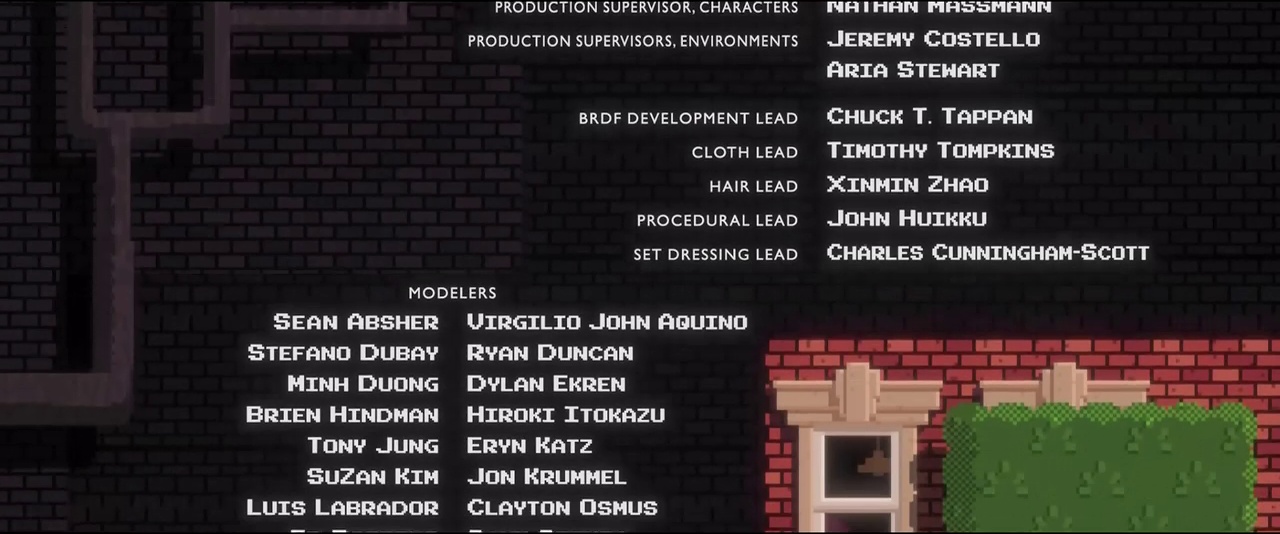 PRODUCTION SUPERVISOR, CHARACTERS NATHAN MASSMANN
PRODUCTION SUPERVISORS, ENVIRONMENTS JEREMY COSTELLO
ARIA STEWART
BRDF DEVELOPMENT LEAD CHUCK T. TAPPAN
CLOTH LEAD TIMOTHY TOMPKINS
HAIR LEAD XINMIN ZHAO
PROCEDURAL LEAD JOHN HUIKKU
SET DRESSING LEAD CHARLES CUNNINGHAM-SCOTT
MODELERS
SEAN ABSHER VIRGILIO JOHN AQUINO
STEFANO DUBAY RYAN DUNCAN
MINH DUONG DYLAN EKREN
BRIEN HINDMAN HIROKI ITOKAZU
TONY JUNG ERYN KATZ
SUZAN KIM JON KRUMMEL
LUIS LABRADOR CLAYTON OSMUS